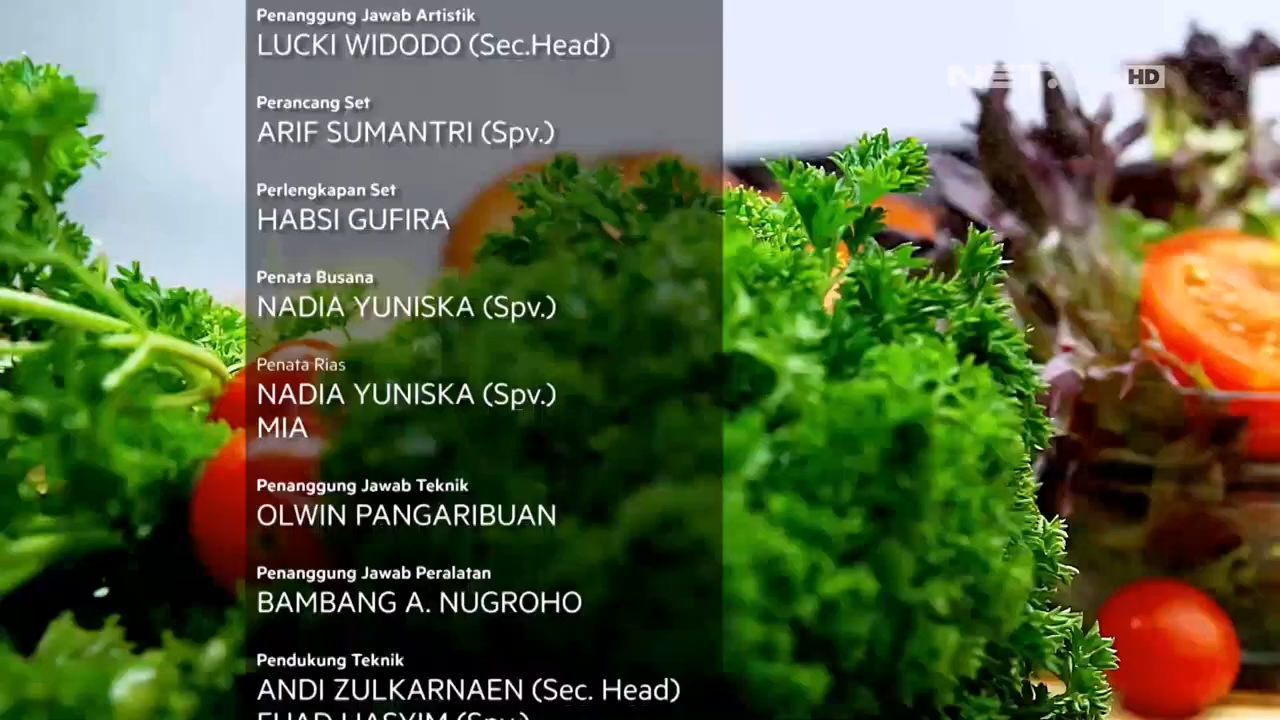 Penanggung Jawab Artistik
LUCKI WIDODO (Sec.Head)
NET. HD
Perancang Set
ARIF SUMANTRI (Spv.)
Perlengkapan Set
HABSI GUFIRA
Penata Busana
NADIA YUNISKA (Spv.)
Penata Rias
NADIA YUNISKA (Spv.)
MIA
Penanggung Jawab Teknik
OLWIN PANGARIBUAN
Penanggung Jawab Peralatan
BAMBANG A. NUGROHO
Pendukung Teknik
ANDI ZULKARNAEN (Sec. Head)